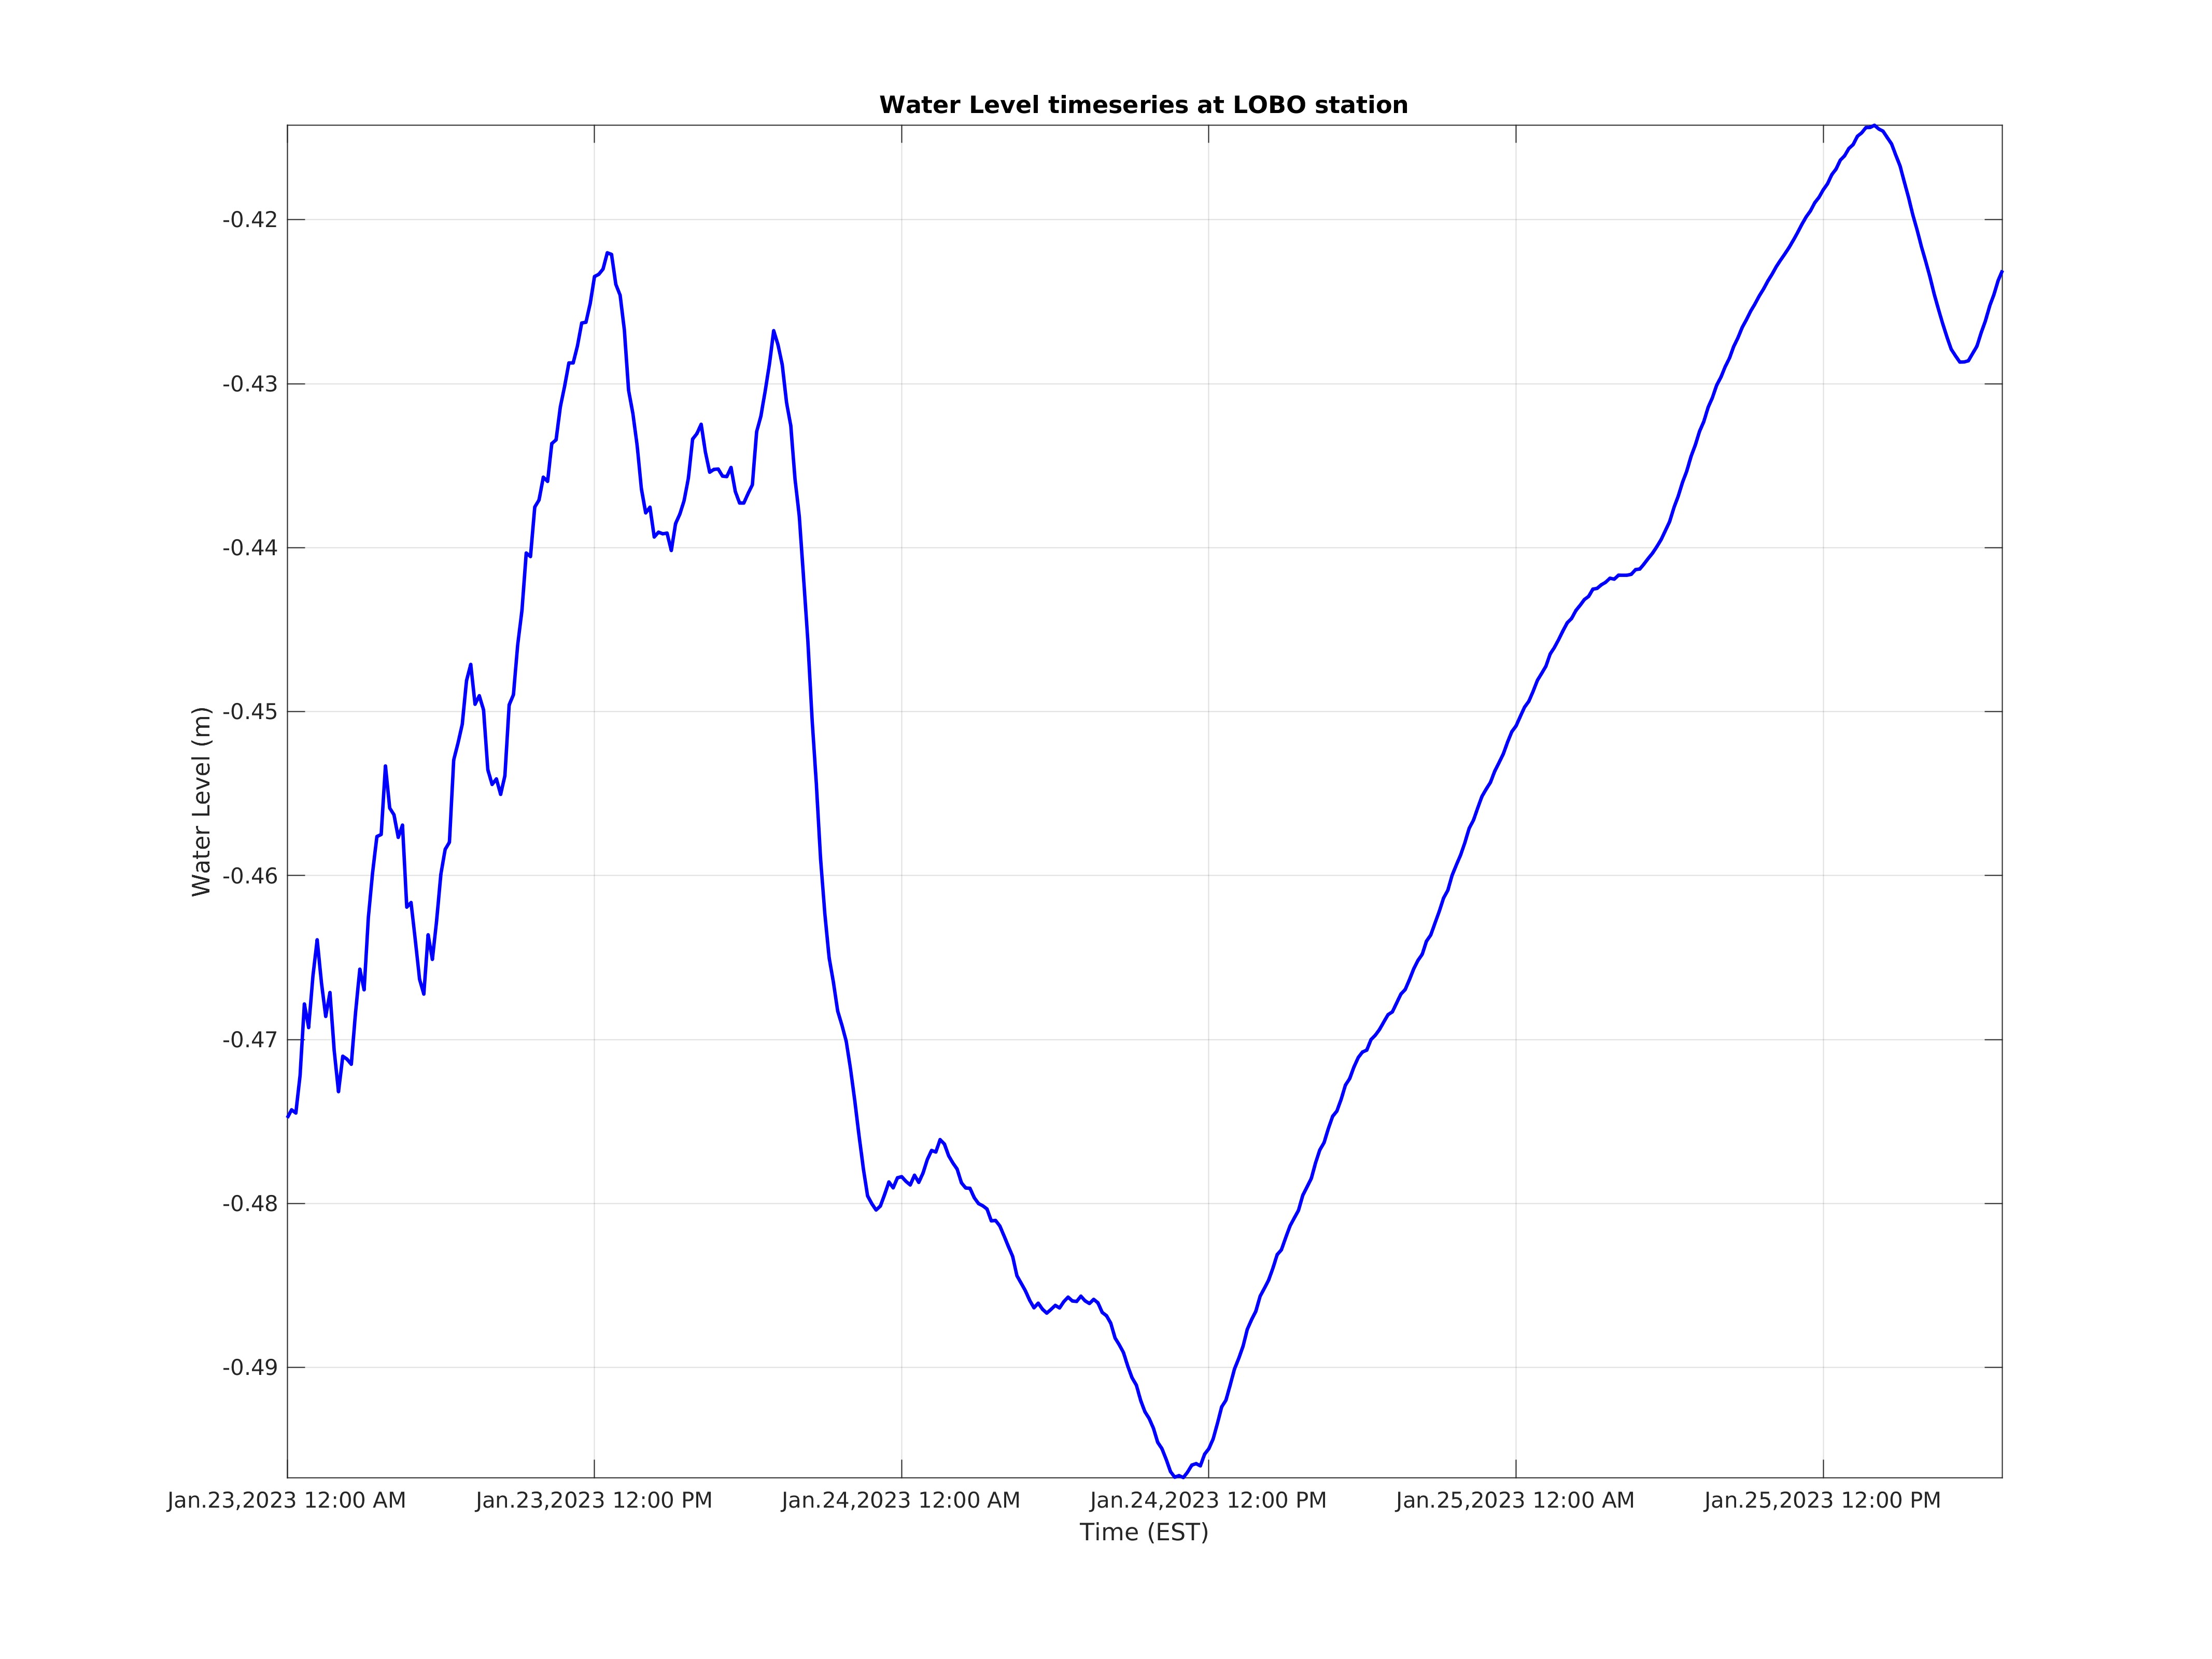 Water Level timeseries at LOBO station
-0.42
-0.43
-0.44
-0.45
-0.46
-0.47
-0.48
-0.49
Water Level (m)
Jan.23,2023 12:00 AM
Jan.23,2023 12:00 PM
Jan.24,2023 12:00 AM
Jan.24,2023 12:00 PM
Jan.25,2023 12:00 AM
Jan.25,2023 12:00 PM
Time (EST)